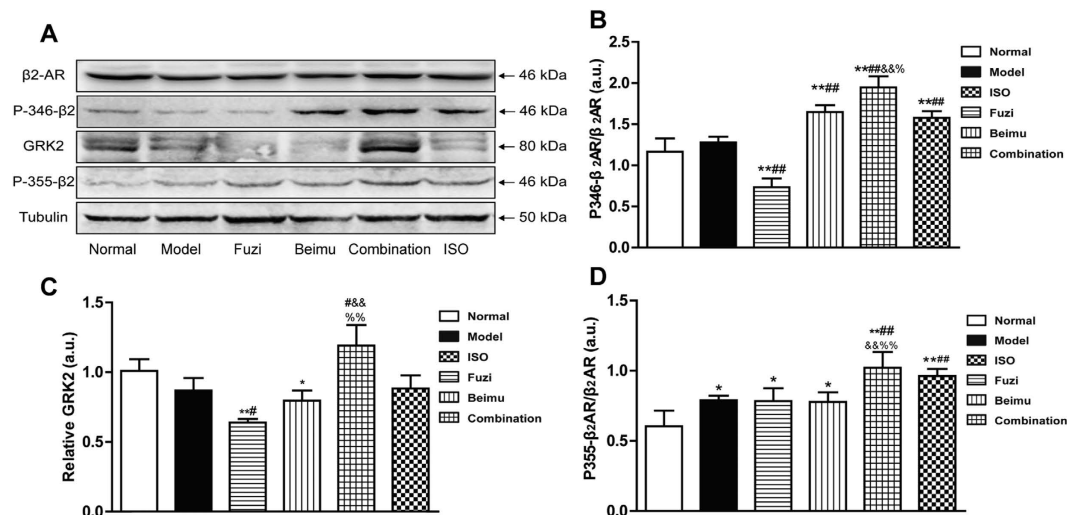 A
β2-AR
46 kDa
P-346-β2
46 kDa
GRK2
80 kDa
P-355-β2
46 kDa
Tubulin
50 kDa
Normal Model Fuzi Beimu Combination ISO
B
P346-β2AR/β2AR (a.u.)
2.5
2.0
1.5
1.0
0.5
0.0
**##
**##
**##&&%
**##
Normal
Model
ISO
Fuzi
Beimu
Combination
C
Relative GRK2 (a.u.)
1.5
1.0
0.5
0.0
**#
*
#&&
%%
Normal
Model
ISO
Fuzi
Beimu
Combination
D
P355-β2AR/β2AR (a.u.)
1.5
1.0
0.5
0.0
*
*
*
**##
&&%%
**##
Normal
Model
ISO
Fuzi
Beimu
Combination